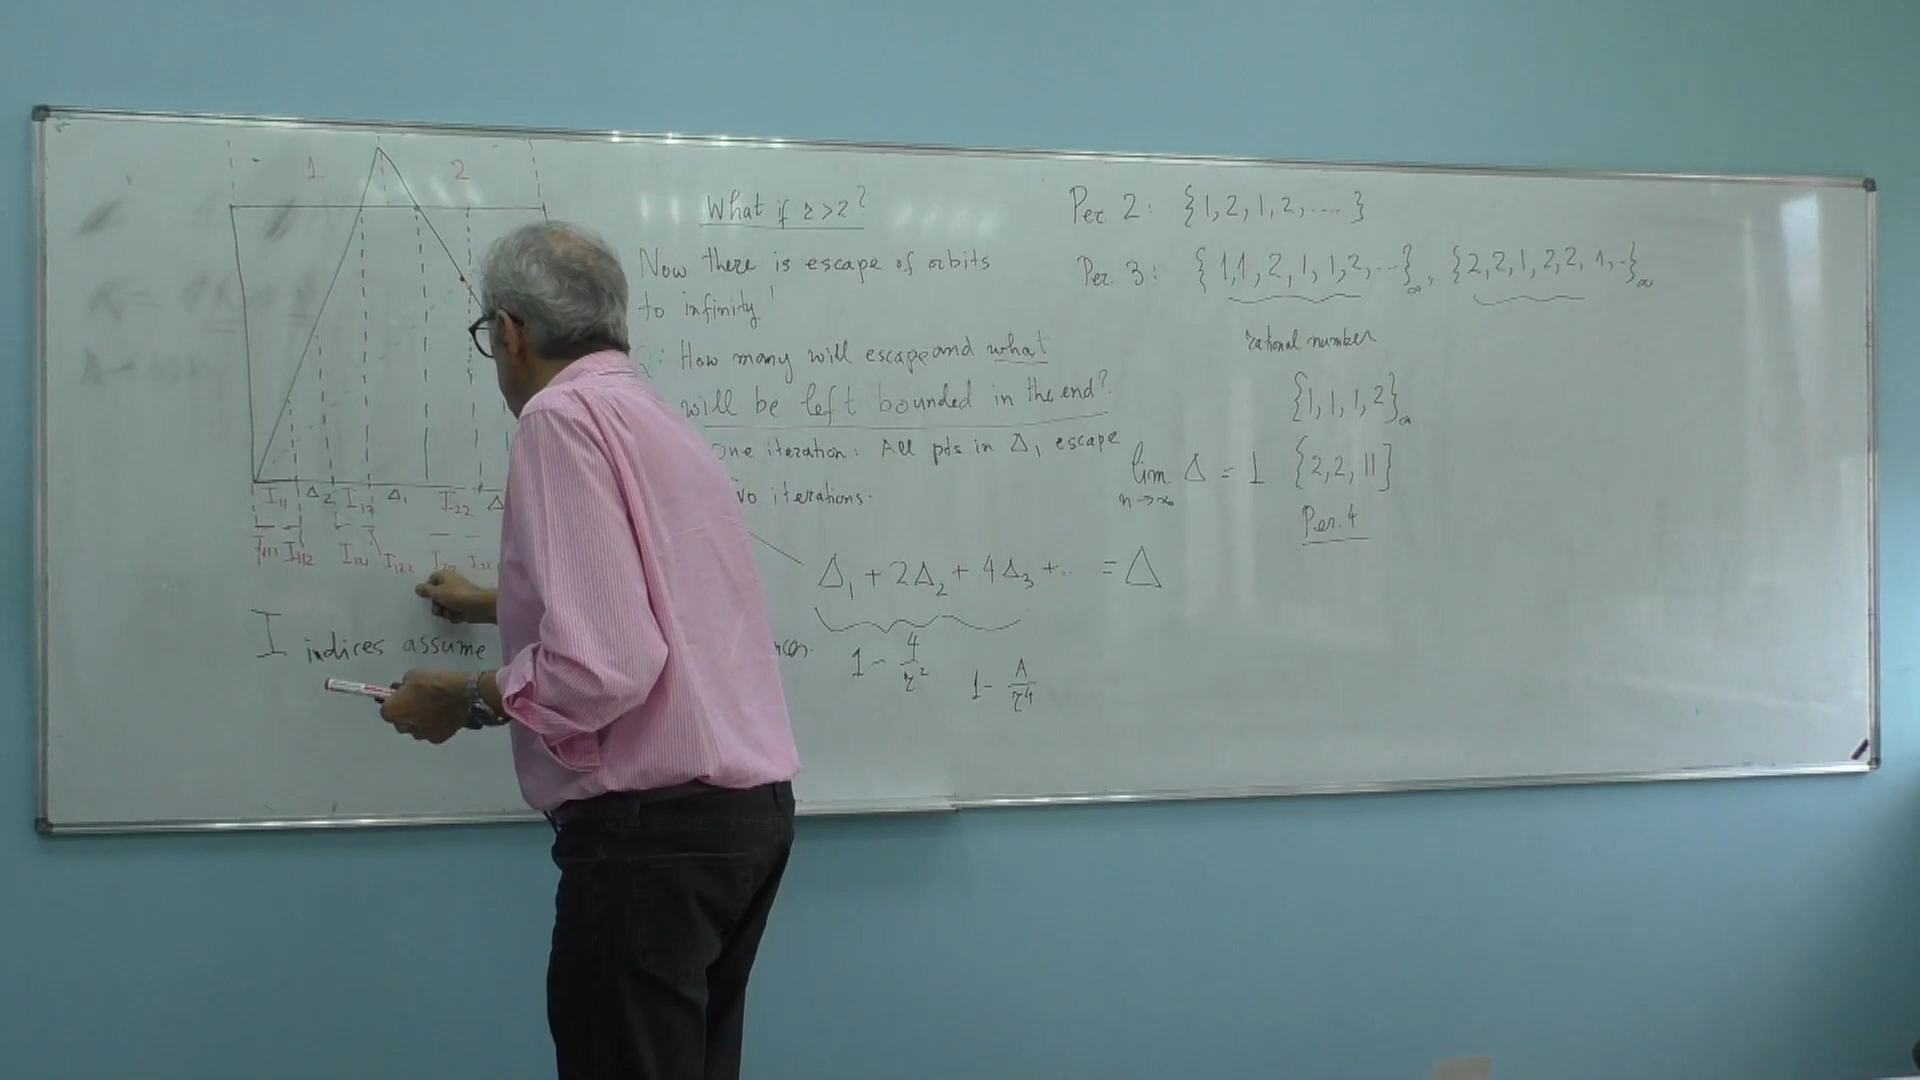 1 2
I₁₁ Δ₂ I₁₂ Δ₁ I₂₂ Δ
I₁₁₁ I₁₁₂ I₁₂₁ I₁₂₂
I indices assume
What if r>2?
Now there is escape of orbits
to infinity!
Q: How many will escape and what
will be left bounded in the end?
One iteration: All pts in Δ₁ escape
iterations.
Δ₁ + 2Δ₂ + 4Δ₃ + .. = Δ
1 - 4/r²
1 - A/r⁴
lim Δ = 1
n→∞
Per 2: {1,2,1,2,....}
Per. 3: {1,1,2,1,1,2,...}∞, {2,2,1,2,2,1,..}∞
rational number
{1,1,1,2}∞
{2,2,11}
Per. 4